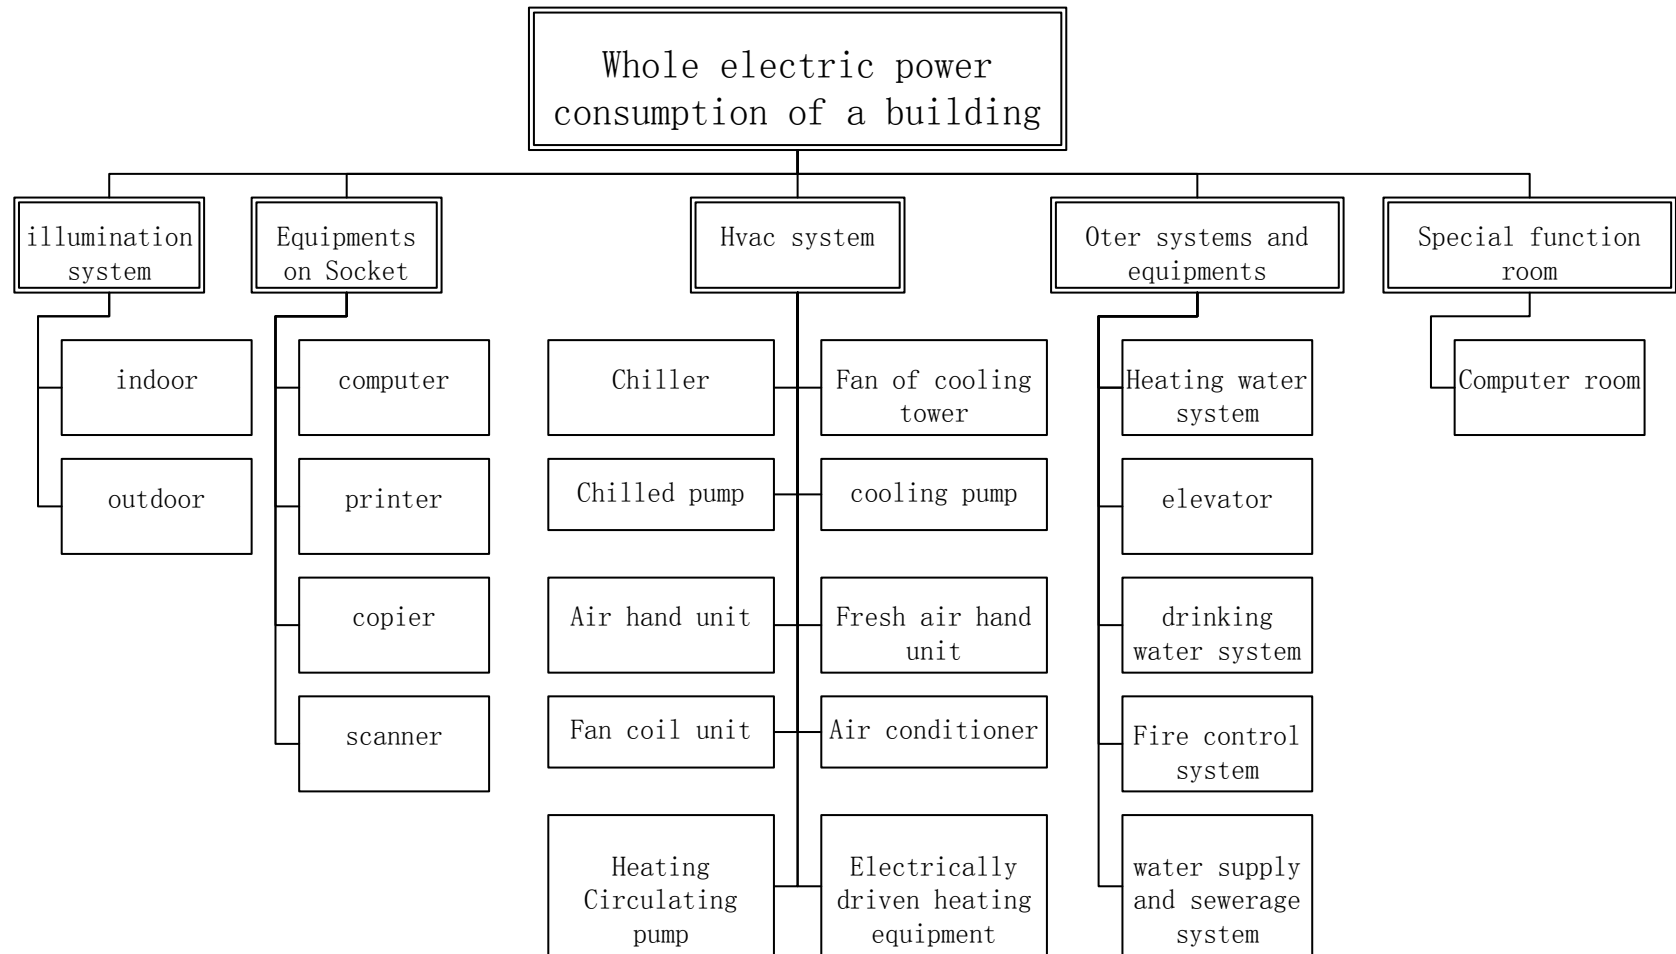 Whole electric power
consumption of a building
illumination
system
Equipments
on Socket
Hvac system
Oter systems and
equipments
Special function
room
indoor
outdoor
computer
printer
copier
scanner
Chiller
Fan of cooling
tower
Chilled pump
cooling pump
Air hand unit
Fresh air hand
unit
Fan coil unit
Air conditioner
Heating
Circulating
pump
Electrically
driven heating
equipment
Heating water
system
elevator
drinking
water system
Fire control
system
water supply
and sewerage
system
Computer room